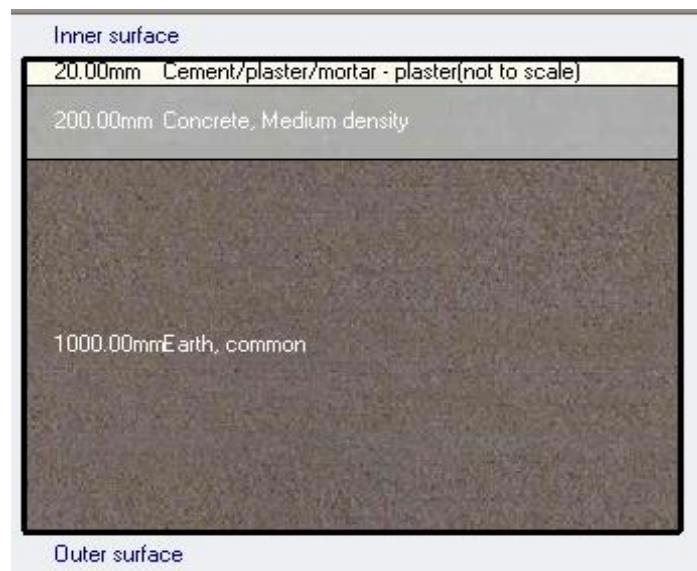 Inner surface
20.00mm Cement/plaster/mortar - plaster(not to scale)
200.00mm Concrete, Medium density
1000.00mmEarth, common
Outer surface